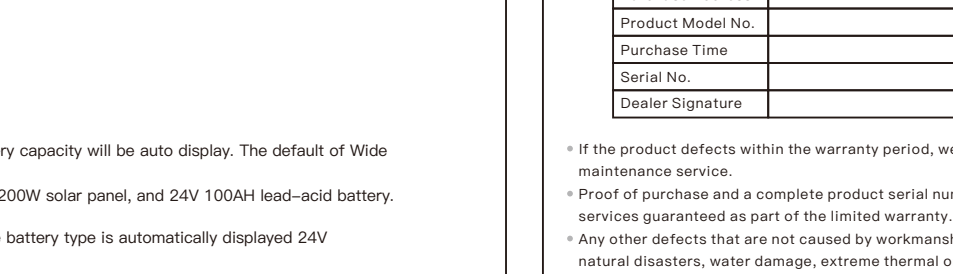 ry capacity will be auto display. The default of Wide
200W solar panel, and 24V 100AH lead–acid battery.
battery type is automatically displayed 24V
Product Model No.
Purchase Time
Serial No.
Dealer Signature
• If the product defects within the warranty period, we
maintenance service.
• Proof of purchase and a complete product serial nu
services guaranteed as part of the limited warranty.
• Any other defects that are not caused by workmansh
natural disasters, water damage, extreme thermal o